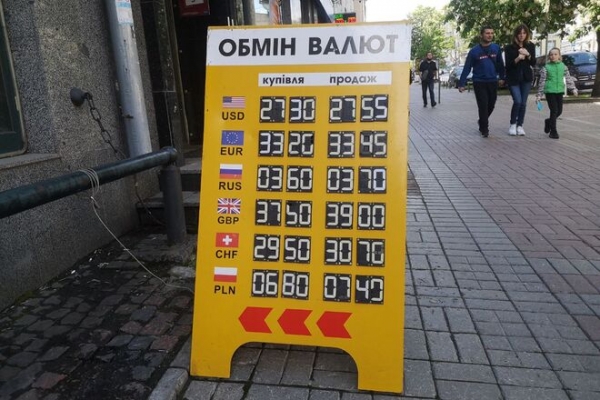 ОБМІН ВАЛЮТ
купівля продаж
USD 27 30 27 55
EUR 33 20 33 45
RUS 03 60 03 70
GBP 37 50 39 00
CHF 29 50 30 70
PLN 06 80 07 42